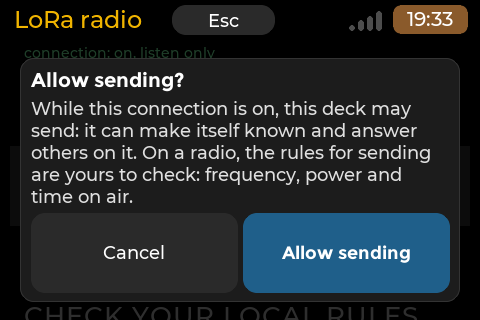 LoRa radio
Esc
19:33
connection: on, listen only
Allow sending?
While this connection is on, this deck may
send: it can make itself known and answer
others on it. On a radio, the rules for sending
are yours to check: frequency, power and
time on air.
Cancel
Allow sending
CHECK YOUR LOCAL RULES